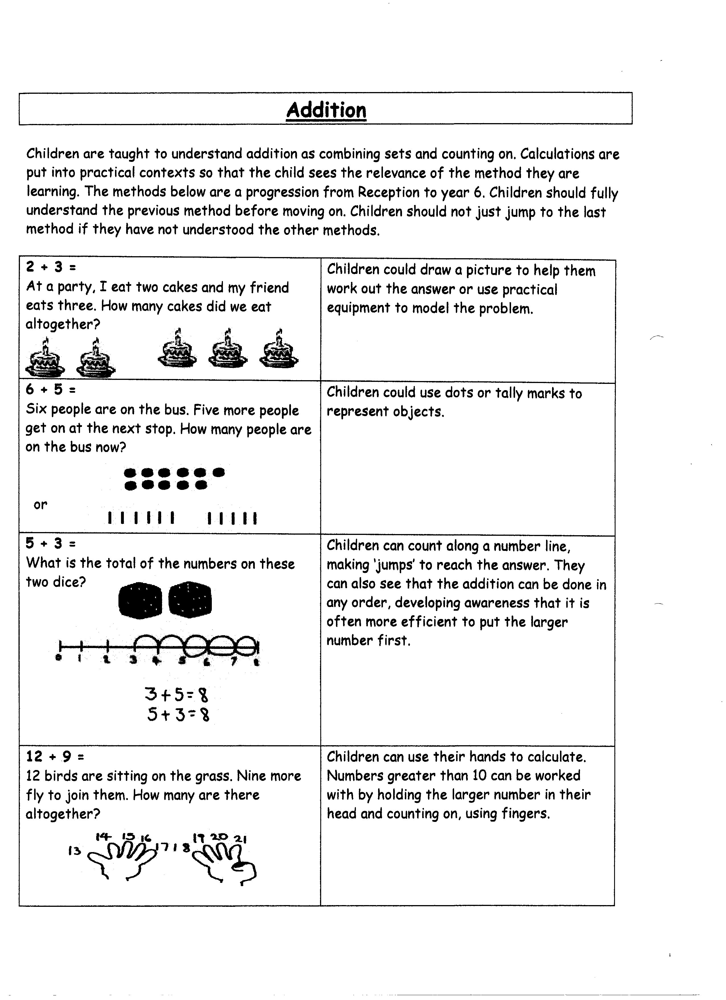 Addition
Children are taught to understand addition as combining sets and counting on. Calculations are
put into practical contexts so that the child sees the relevance of the method they are
learning. The methods below are a progression from Reception to year 6. Children should fully
understand the previous method before moving on. Children should not just jump to the last
method if they have not understood the other methods.
2 + 3 =
At a party, I eat two cakes and my friend
eats three. How many cakes did we eat
altogether?
Children could draw a picture to help them
work out the answer or use practical
equipment to model the problem.
6 + 5 =
Six people are on the bus. Five more people
get on at the next stop. How many people are
on the bus now?
or
Children could use dots or tally marks to
represent objects.
5 + 3 =
What is the total of the numbers on these
two dice?
0 1 2 3 4 5 6 7 8
3+5=8
5+3=8
Children can count along a number line,
making 'jumps' to reach the answer. They
can also see that the addition can be done in
any order, developing awareness that it is
often more efficient to put the larger
number first.
12 + 9 =
12 birds are sitting on the grass. Nine more
fly to join them. How many are there
altogether?
13 14 15 16 17 18 19 20 21
Children can use their hands to calculate.
Numbers greater than 10 can be worked
with by holding the larger number in their
head and counting on, using fingers.